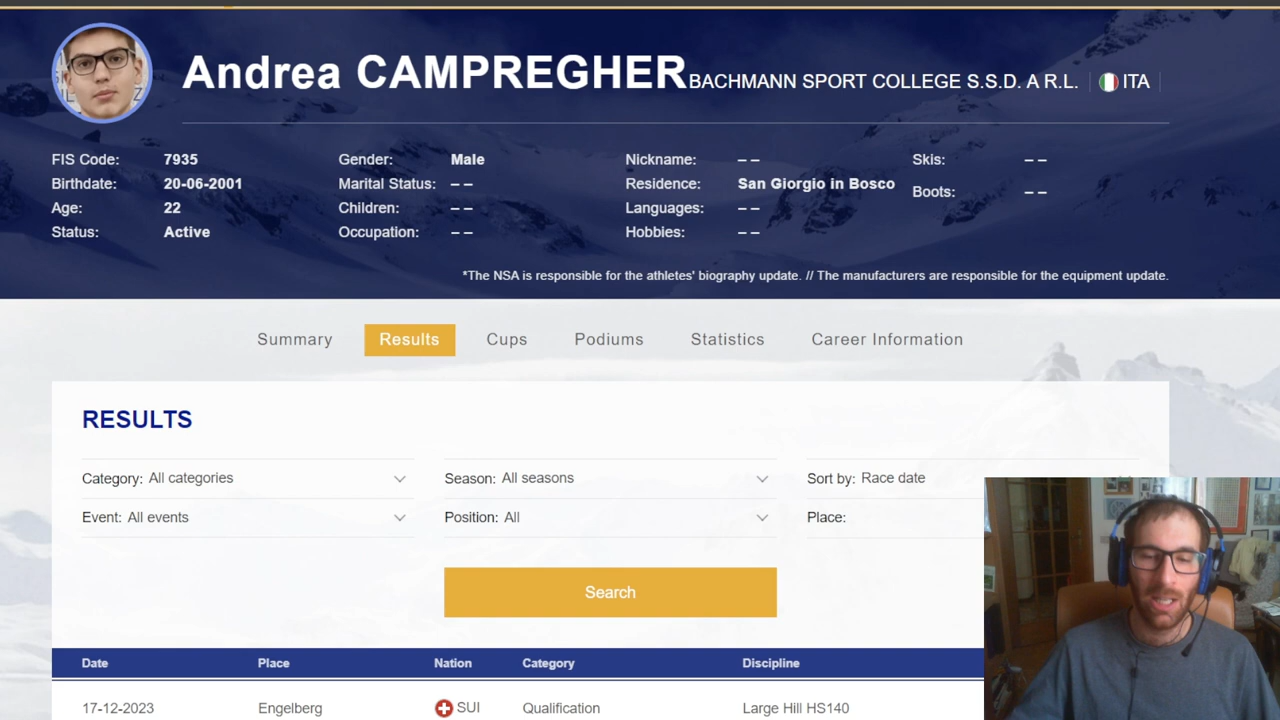 Andrea CAMPREGHER BACHMANN SPORT COLLEGE S.S.D. A R.L. ITA
FIS Code: 7935 Gender: Male Nickname: – – Skis: – –
Birthdate: 20-06-2001 Marital Status: – – Residence: San Giorgio in Bosco Boots: – –
Age: 22 Children: – – Languages: – –
Status: Active Occupation: – – Hobbies: – –
*The NSA is responsible for the athletes' biography update. // The manufacturers are responsible for the equipment update.
Summary Results Cups Podiums Statistics Career Information
RESULTS
Category: All categories Season: All seasons Sort by: Race date
Event: All events Position: All Place:
Search
Date Place Nation Category Discipline
17-12-2023 Engelberg SUI Qualification Large Hill HS140